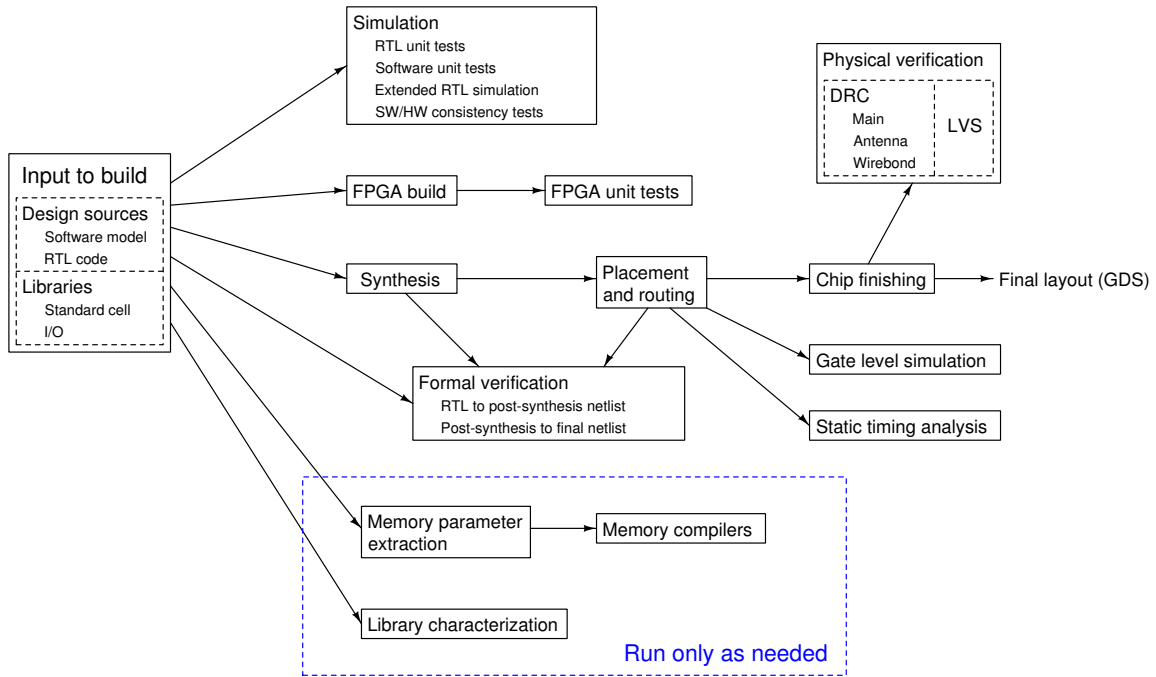 Simulation
RTL unit tests
Software unit tests
Extended RTL simulation
SW/HW consistency tests
Physical verification
DRC
Main
Antenna
Wirebond
LVS
Input to build
Design sources
Software model
RTL code
Libraries
Standard cell
I/O
FPGA build
FPGA unit tests
Synthesis
Placement
and routing
Chip finishing
Final layout (GDS)
Formal verification
RTL to post-synthesis netlist
Post-synthesis to final netlist
Gate level simulation
Static timing analysis
Memory parameter
extraction
Memory compilers
Library characterization
Run only as needed